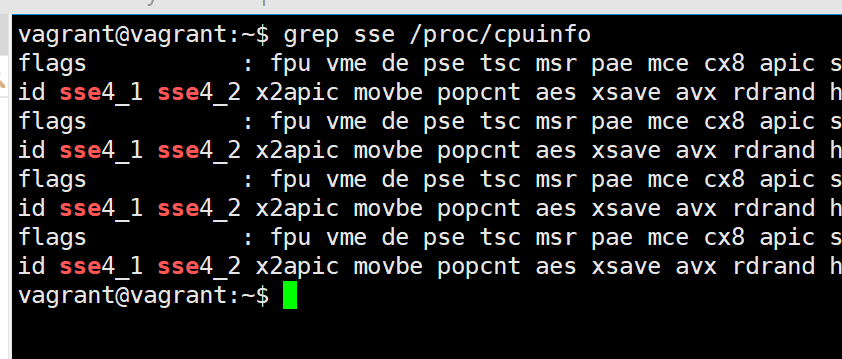 vagrant@vagrant:~$ grep sse /proc/cpuinfo
flags           : fpu vme de pse tsc msr pae mce cx8 apic s
id sse4_1 sse4_2 x2apic movbe popcnt aes xsave avx rdrand h
flags           : fpu vme de pse tsc msr pae mce cx8 apic s
id sse4_1 sse4_2 x2apic movbe popcnt aes xsave avx rdrand h
flags           : fpu vme de pse tsc msr pae mce cx8 apic s
id sse4_1 sse4_2 x2apic movbe popcnt aes xsave avx rdrand h
flags           : fpu vme de pse tsc msr pae mce cx8 apic s
id sse4_1 sse4_2 x2apic movbe popcnt aes xsave avx rdrand h
vagrant@vagrant:~$